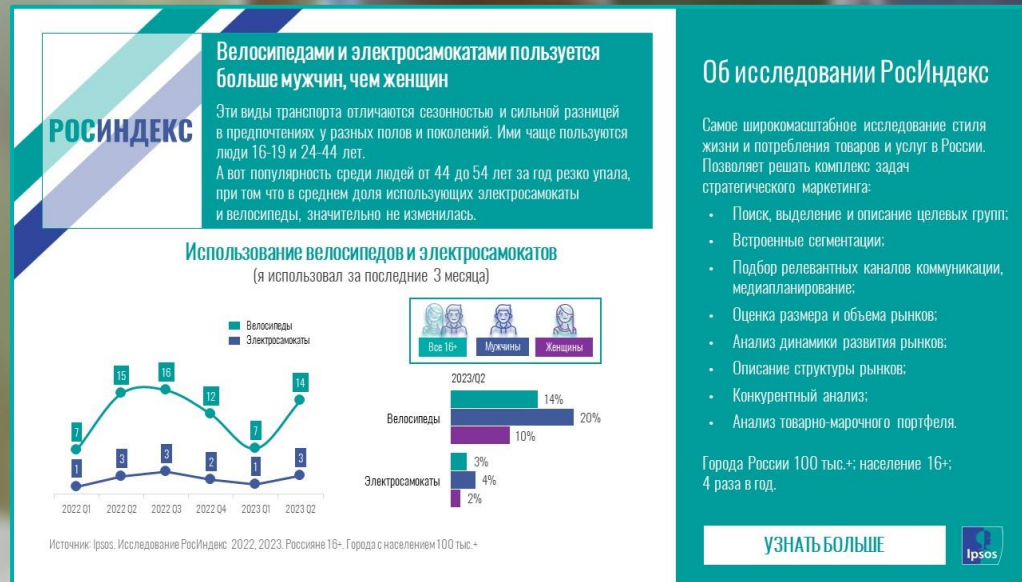 РОСИНДЕКС
Велосипедами и электросамокатами пользуется
больше мужчин, чем женщин
Эти виды транспорта отличаются сезонностью и сильной разницей
в предпочтениях у разных полов и поколений. Ими чаще пользуются
люди 16-19 и 24-44 лет.
А вот популярность среди людей от 44 до 54 лет за год резко упала,
при том что в среднем доля использующих электросамокаты
и велосипеды, значительно не изменилась.
Использование велосипедов и электросамокатов
(я использовал за последние 3 месяца)
Велосипеды
Электросамокаты
7
15
16
12
7
14
1
3
3
2
1
3
2022 Q1 2022 Q2 2022 Q3 2022 Q4 2023 Q1 2023 Q2
Все 16+ Мужчины Женщины
2023/Q2
Велосипеды
14%
20%
10%
Электросамокаты
3%
4%
2%
Источник: Ipsos. Исследование РосИндекс 2022, 2023. Россияне 16+. Города с населением 100 тыс.+
Об исследовании РосИндекс
Самое широкомасштабное исследование стиля
жизни и потребления товаров и услуг в России.
Позволяет решать комплекс задач
стратегического маркетинга:
• Поиск, выделение и описание целевых групп;
• Встроенные сегментации;
• Подбор релевантных каналов коммуникации,
медиапланирование;
• Оценка размера и объема рынков;
• Анализ динамики развития рынков;
• Описание структуры рынков;
• Конкурентный анализ;
• Анализ товарно-марочного портфеля.
Города России 100 тыс.+; население 16+;
4 раза в год.
УЗНАТЬ БОЛЬШЕ
Ipsos